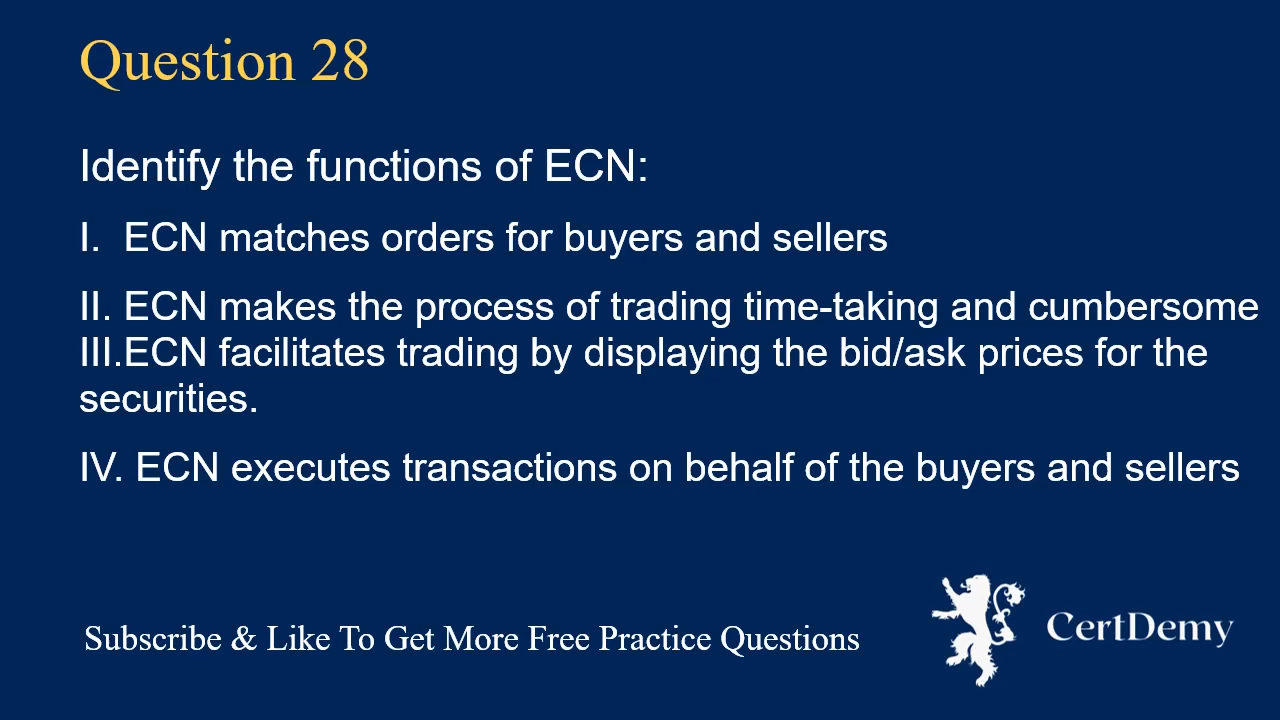 Question 28
Identify the functions of ECN:
I. ECN matches orders for buyers and sellers
II. ECN makes the process of trading time-taking and cumbersome
III.ECN facilitates trading by displaying the bid/ask prices for the
securities.
IV. ECN executes transactions on behalf of the buyers and sellers
Subscribe & Like To Get More Free Practice Questions
CertDemy